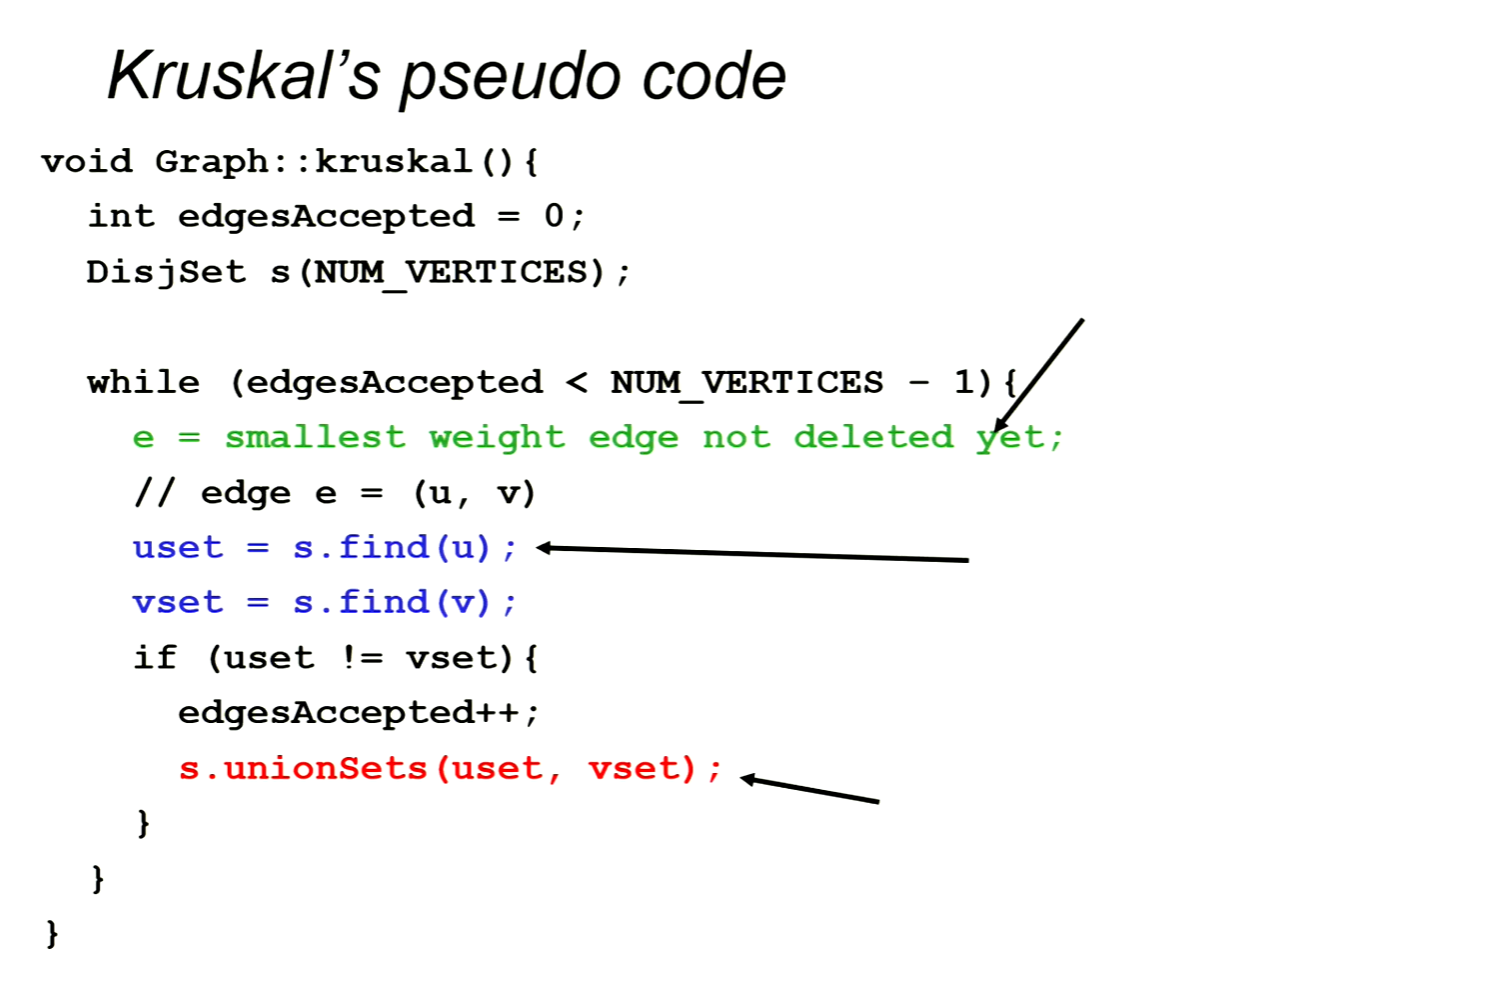 Kruskal’s pseudo code
void Graph::kruskal(){
int edgesAccepted = 0;
DisjSet s(NUM_VERTICES);
while (edgesAccepted < NUM_VERTICES – 1){
e = smallest weight edge not deleted yet;
// edge e = (u, v)
uset = s.find(u);
vset = s.find(v);
if (uset != vset){
edgesAccepted++;
s.unionSets(uset, vset);
}
}
}